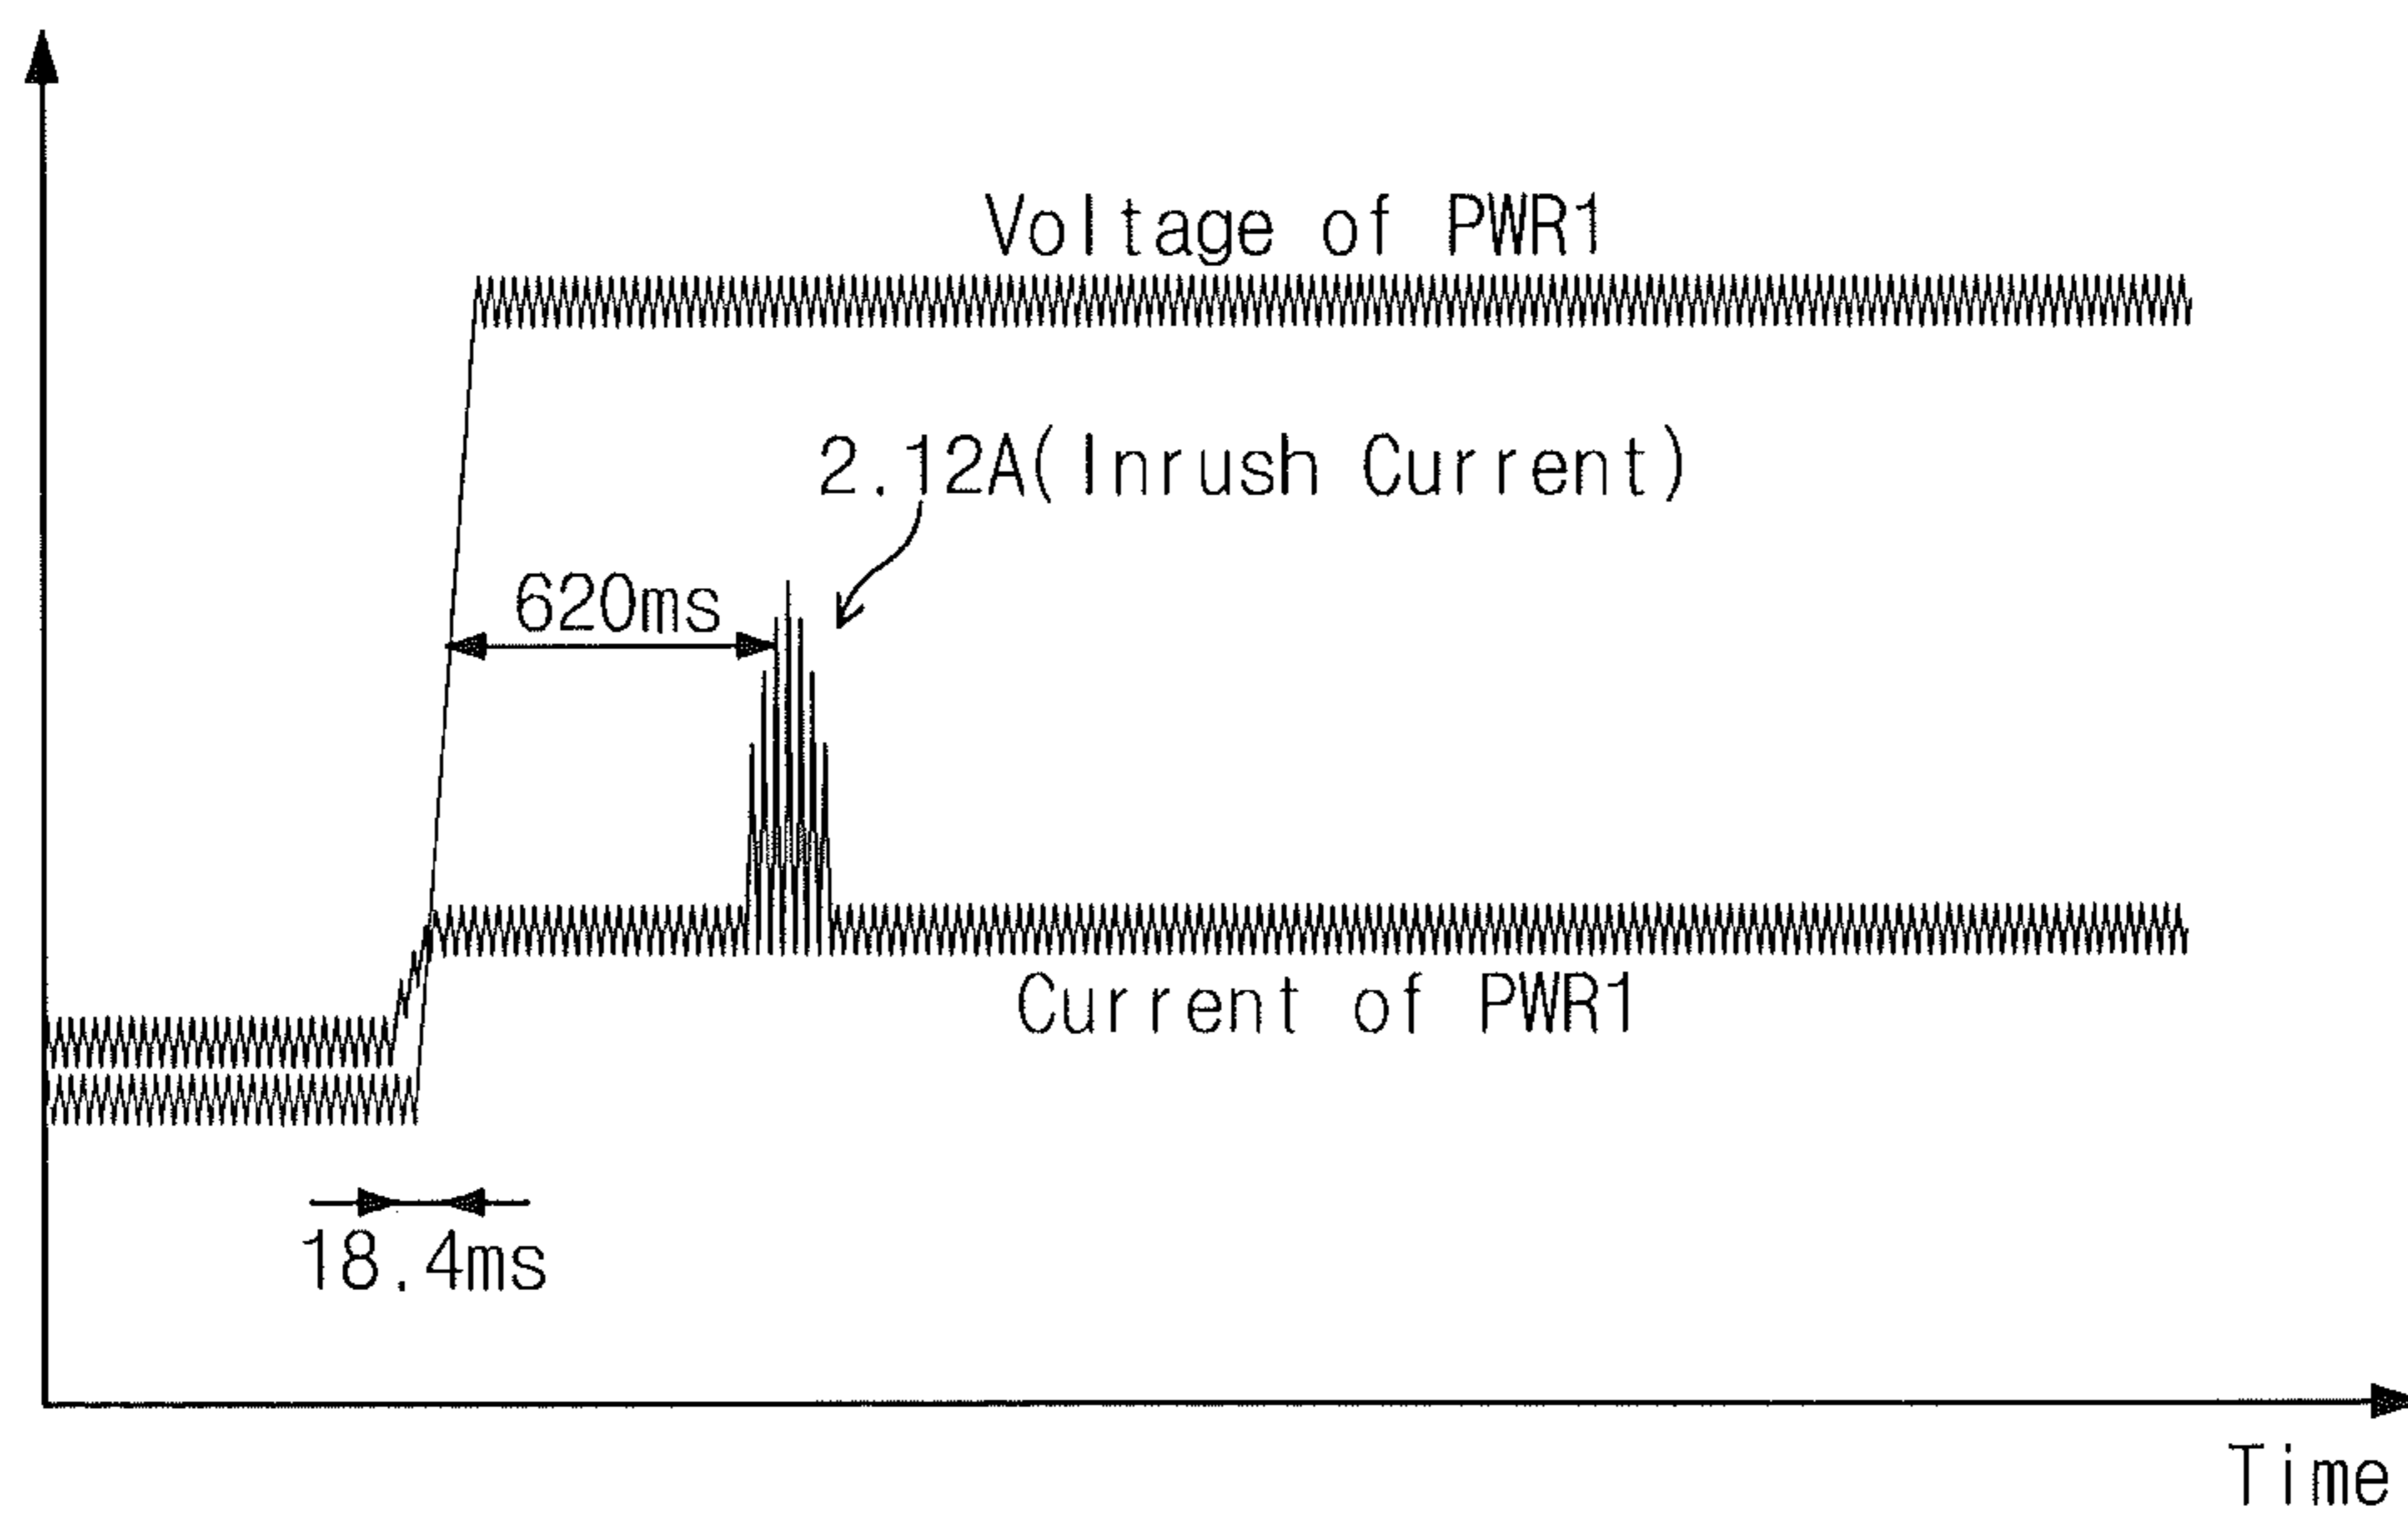 Voltage of PWR1
2.12A(Inrush Current)
620ms
Current of PWR1
18.4ms
Time